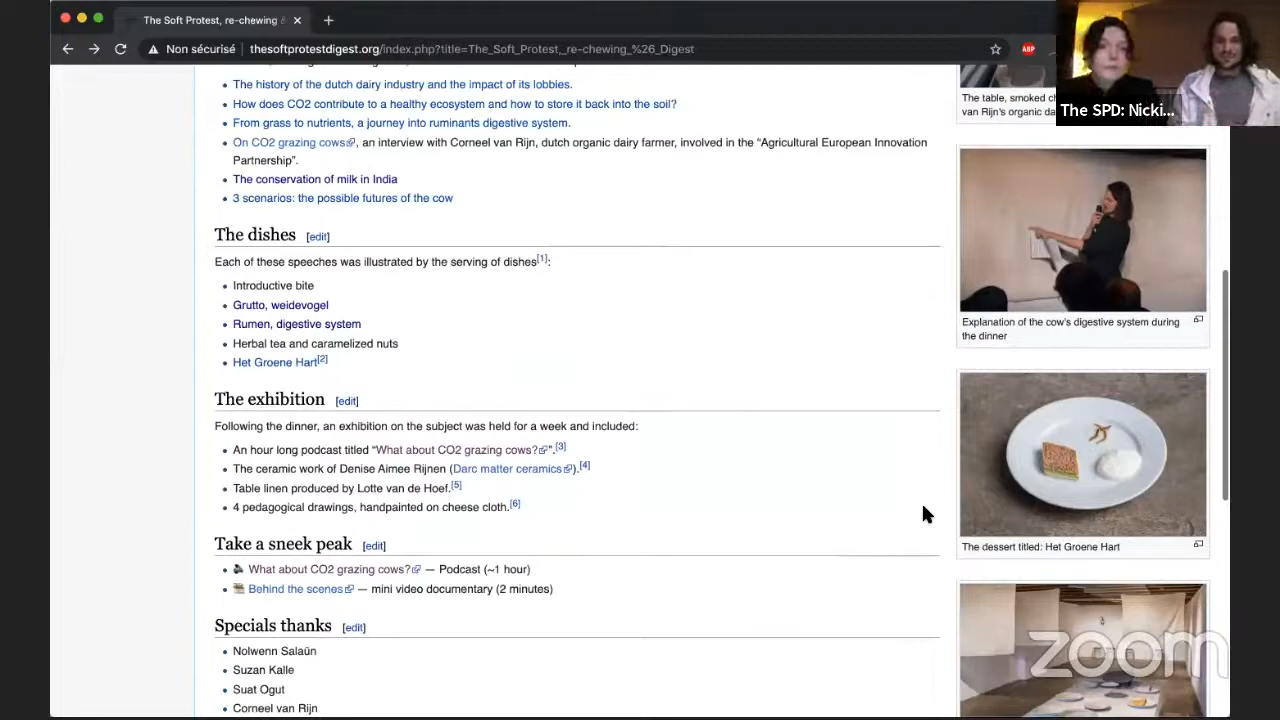 The Soft Protest, re-chewing &
Non sécurisé
thesoftprotestdigest.org/index.php?title=The_Soft_Protest,_re-chewing_%26_Digest
ABP
The SPD: Nicki...
The history of the dutch dairy industry and the impact of its lobbies.
How does CO2 contribute to a healthy ecosystem and how to store it back into the soil?
From grass to nutrients, a journey into ruminants digestive system.
On CO2 grazing cows, an interview with Corneel van Rijn, dutch organic dairy farmer, involved in the “Agricultural European Innovation
Partnership”.
The conservation of milk in India
3 scenarios: the possible futures of the cow
The dishes [edit]
Each of these speeches was illustrated by the serving of dishes[1]:
Introductive bite
Grutto, weidevogel
Rumen, digestive system
Herbal tea and caramelized nuts
Het Groene Hart[2]
The exhibition [edit]
Following the dinner, an exhibition on the subject was held for a week and included:
An hour long podcast titled “What about CO2 grazing cows?”.[3]
The ceramic work of Denise Aimee Rijnen (Darc matter ceramics).[4]
Table linen produced by Lotte van de Hoef.[5]
4 pedagogical drawings, handpainted on cheese cloth.[6]
Take a sneek peak [edit]
What about CO2 grazing cows? — Podcast (~1 hour)
Behind the scenes — mini video documentary (2 minutes)
Specials thanks [edit]
Nolwenn Salaün
Suzan Kalle
Suat Ogut
Corneel van Rijn
The table, smoked
van Rijn's organic
Explanation of the cow's digestive system during
the dinner
The dessert titled: Het Groene Hart
zoom